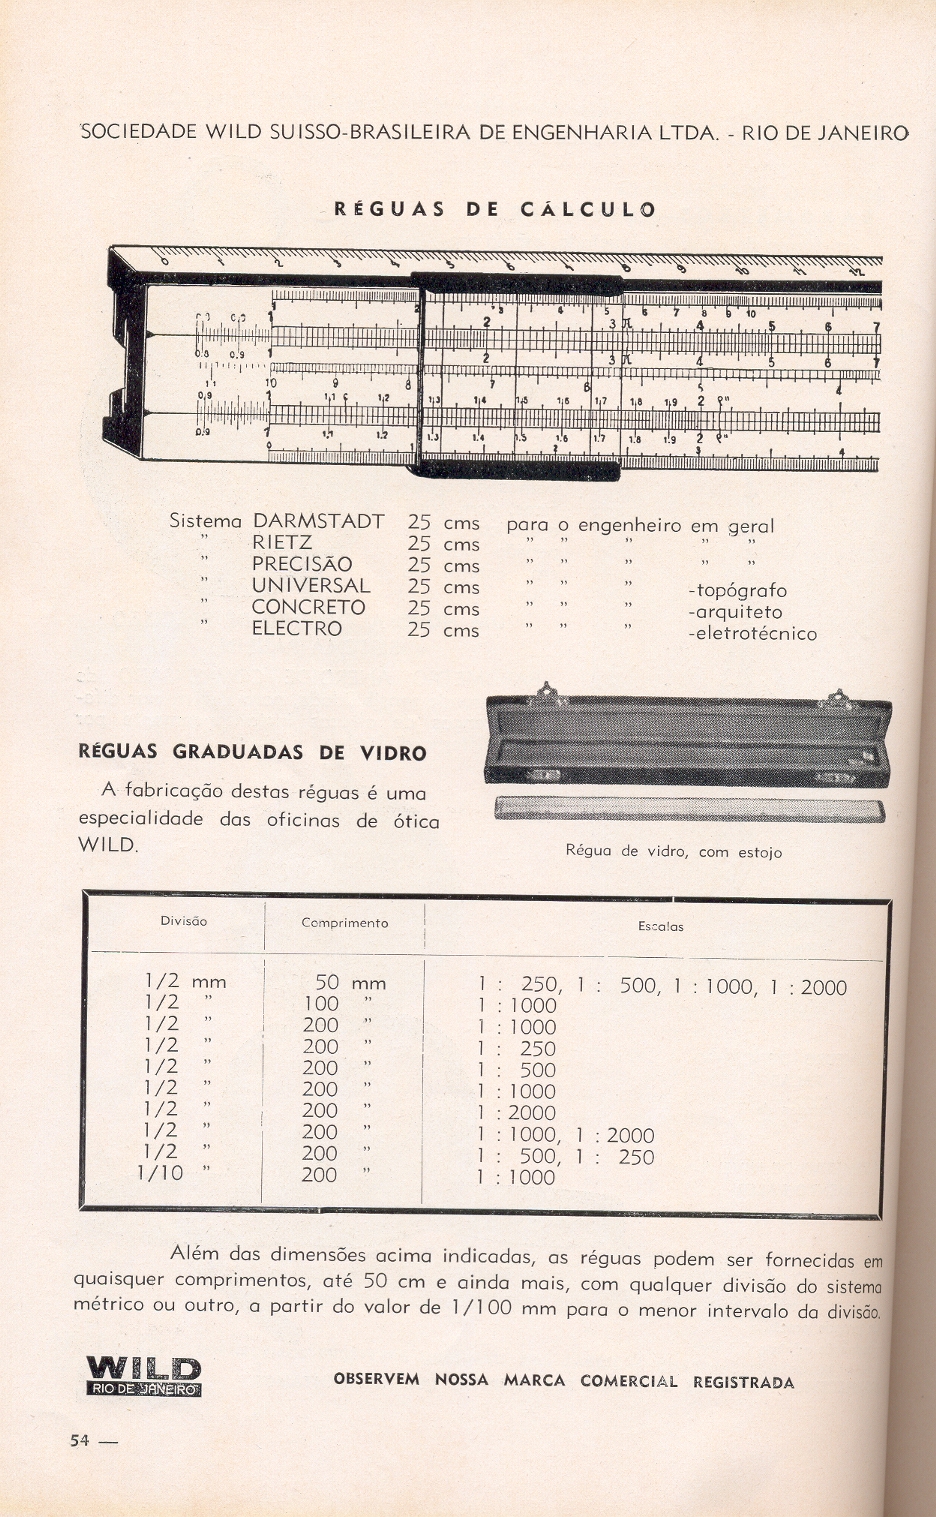 SOCIEDADE WILD SUISSO-BRASILEIRA DE ENGENHARIA LTDA. - RIO DE JANEIRO
RÉGUAS DE CÁLCULO
Sistema DARMSTADT 25 cms para o engenheiro em geral
" RIETZ 25 cms " " " " "
" PRECISÃO 25 cms " " " " "
" UNIVERSAL 25 cms " " " -topógrafo
" CONCRETO 25 cms " " " -arquiteto
" ELECTRO 25 cms " " " -eletrotécnico
RÉGUAS GRADUADAS DE VIDRO
A fabricação destas réguas é uma
especialidade das oficinas de ótica
WILD.
Régua de vidro, com estojo
Divisão Comprimento Escalas
1/2 mm 50 mm 1 : 250, 1 : 500, 1 : 1000, 1 : 2000
1/2 " 100 " 1 : 1000
1/2 " 200 " 1 : 1000
1/2 " 200 " 1 : 250
1/2 " 200 " 1 : 500
1/2 " 200 " 1 : 1000
1/2 " 200 " 1 : 2000
1/2 " 200 " 1 : 1000, 1 : 2000
1/2 " 200 " 1 : 500, 1 : 250
1/10 " 200 " 1 : 1000
Além das dimensões acima indicadas, as réguas podem ser fornecidas em
quaisquer comprimentos, até 50 cm e ainda mais, com qualquer divisão do sistema
métrico ou outro, a partir do valor de 1/100 mm para o menor intervalo da divisão.
WILD
RIO DE JANEIRO
OBSERVEM NOSSA MARCA COMERCIAL REGISTRADA
54 —